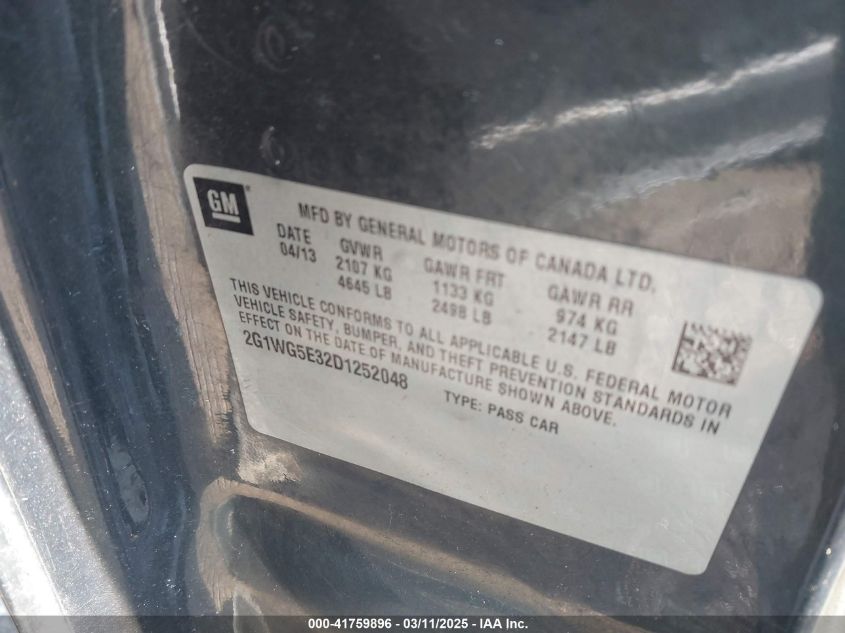 GM
MFD BY GENERAL MOTORS OF CANADA LTD.
DATE GVWR GAWR FRT GAWR RR
04/13 2107 KG 1133 KG 974 KG
4645 LB 2498 LB 2147 LB
THIS VEHICLE CONFORMS TO ALL APPLICABLE U.S. FEDERAL MOTOR
VEHICLE SAFETY, BUMPER, AND THEFT PREVENTION STANDARDS IN
EFFECT ON THE DATE OF MANUFACTURE SHOWN ABOVE.
2G1WG5E32D1252048 TYPE: PASS CAR
000-41759896 - 03/11/2025 - IAA Inc.